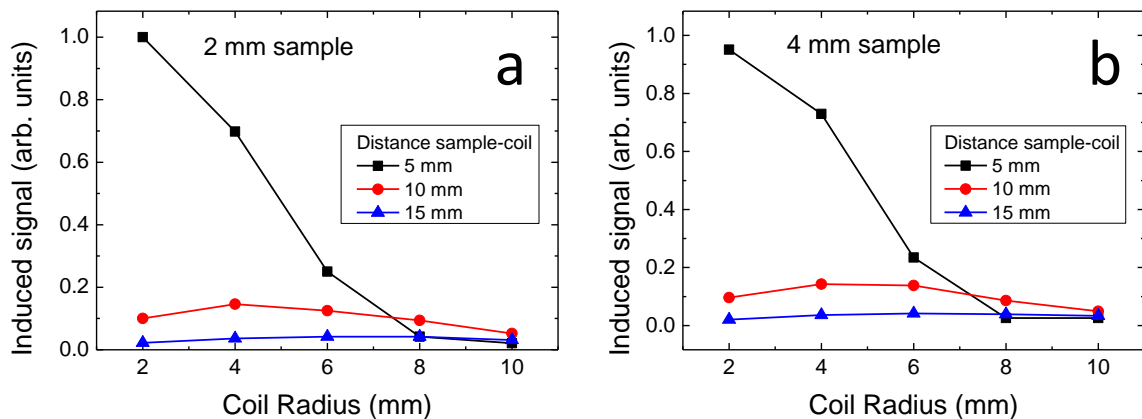 2 mm sample
a
Induced signal (arb. units)
1.0
0.8
0.6
0.4
0.2
0.0
Distance sample-coil
5 mm
10 mm
15 mm
2 4 6 8 10
Coil Radius (mm)
4 mm sample
b
Induced signal (arb. units)
1.0
0.8
0.6
0.4
0.2
0.0
Distance sample-coil
5 mm
10 mm
15 mm
2 4 6 8 10
Coil Radius (mm)